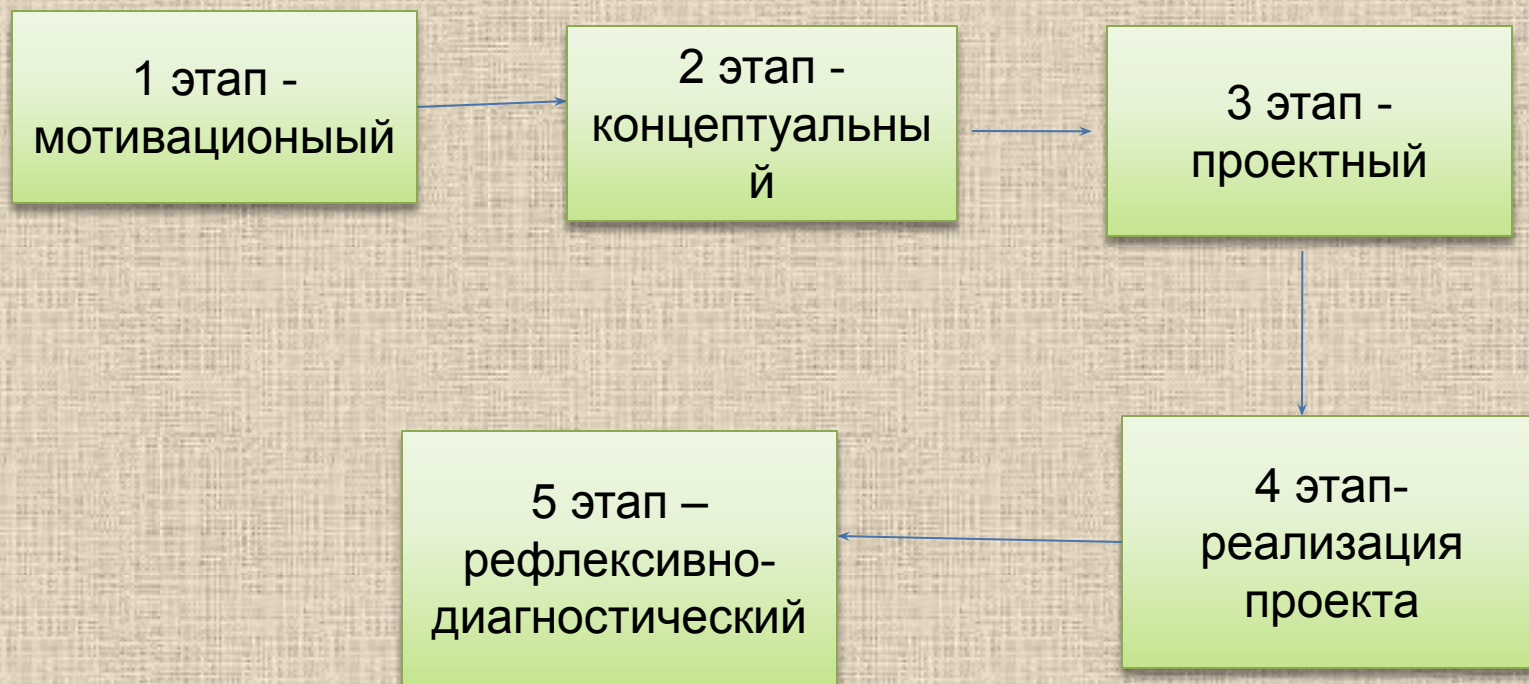 1 этап -
мотивационыый
2 этап -
концептуальны
й
3 этап -
проектный
4 этап-
реализация
проекта
5 этап –
рефлексивно-
диагностический